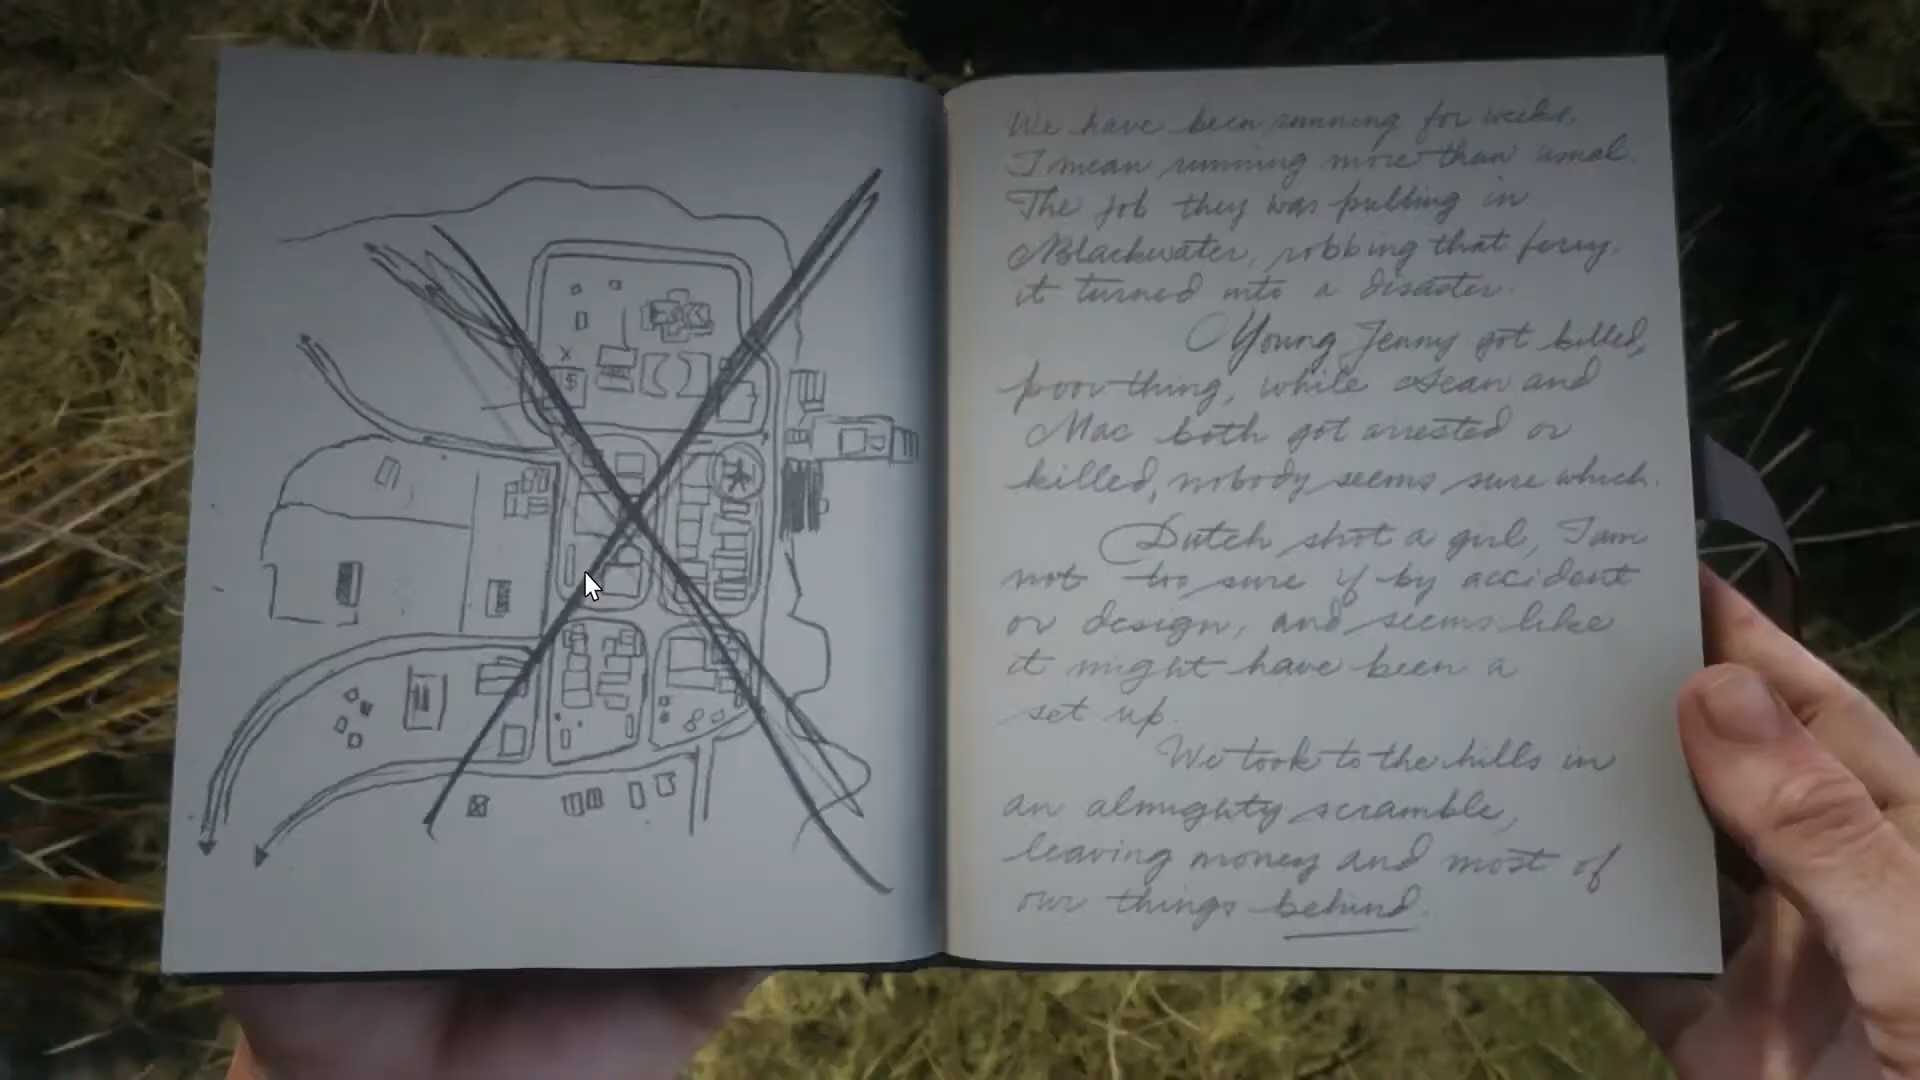 We have been running for weeks.
I mean running more than usual.
The job they was pulling in
Blackwater, robbing that ferry.
it turned into a disaster.
Young Jenny got killed,
poor thing, while Sean and
Mac both got arrested or
killed, nobody seems sure which.
Dutch shot a girl, I am
not too sure if by accident
or design, and seems like
it might have been a
set up.
We took to the hills in
an almighty scramble,
leaving money and most of
our things behind.